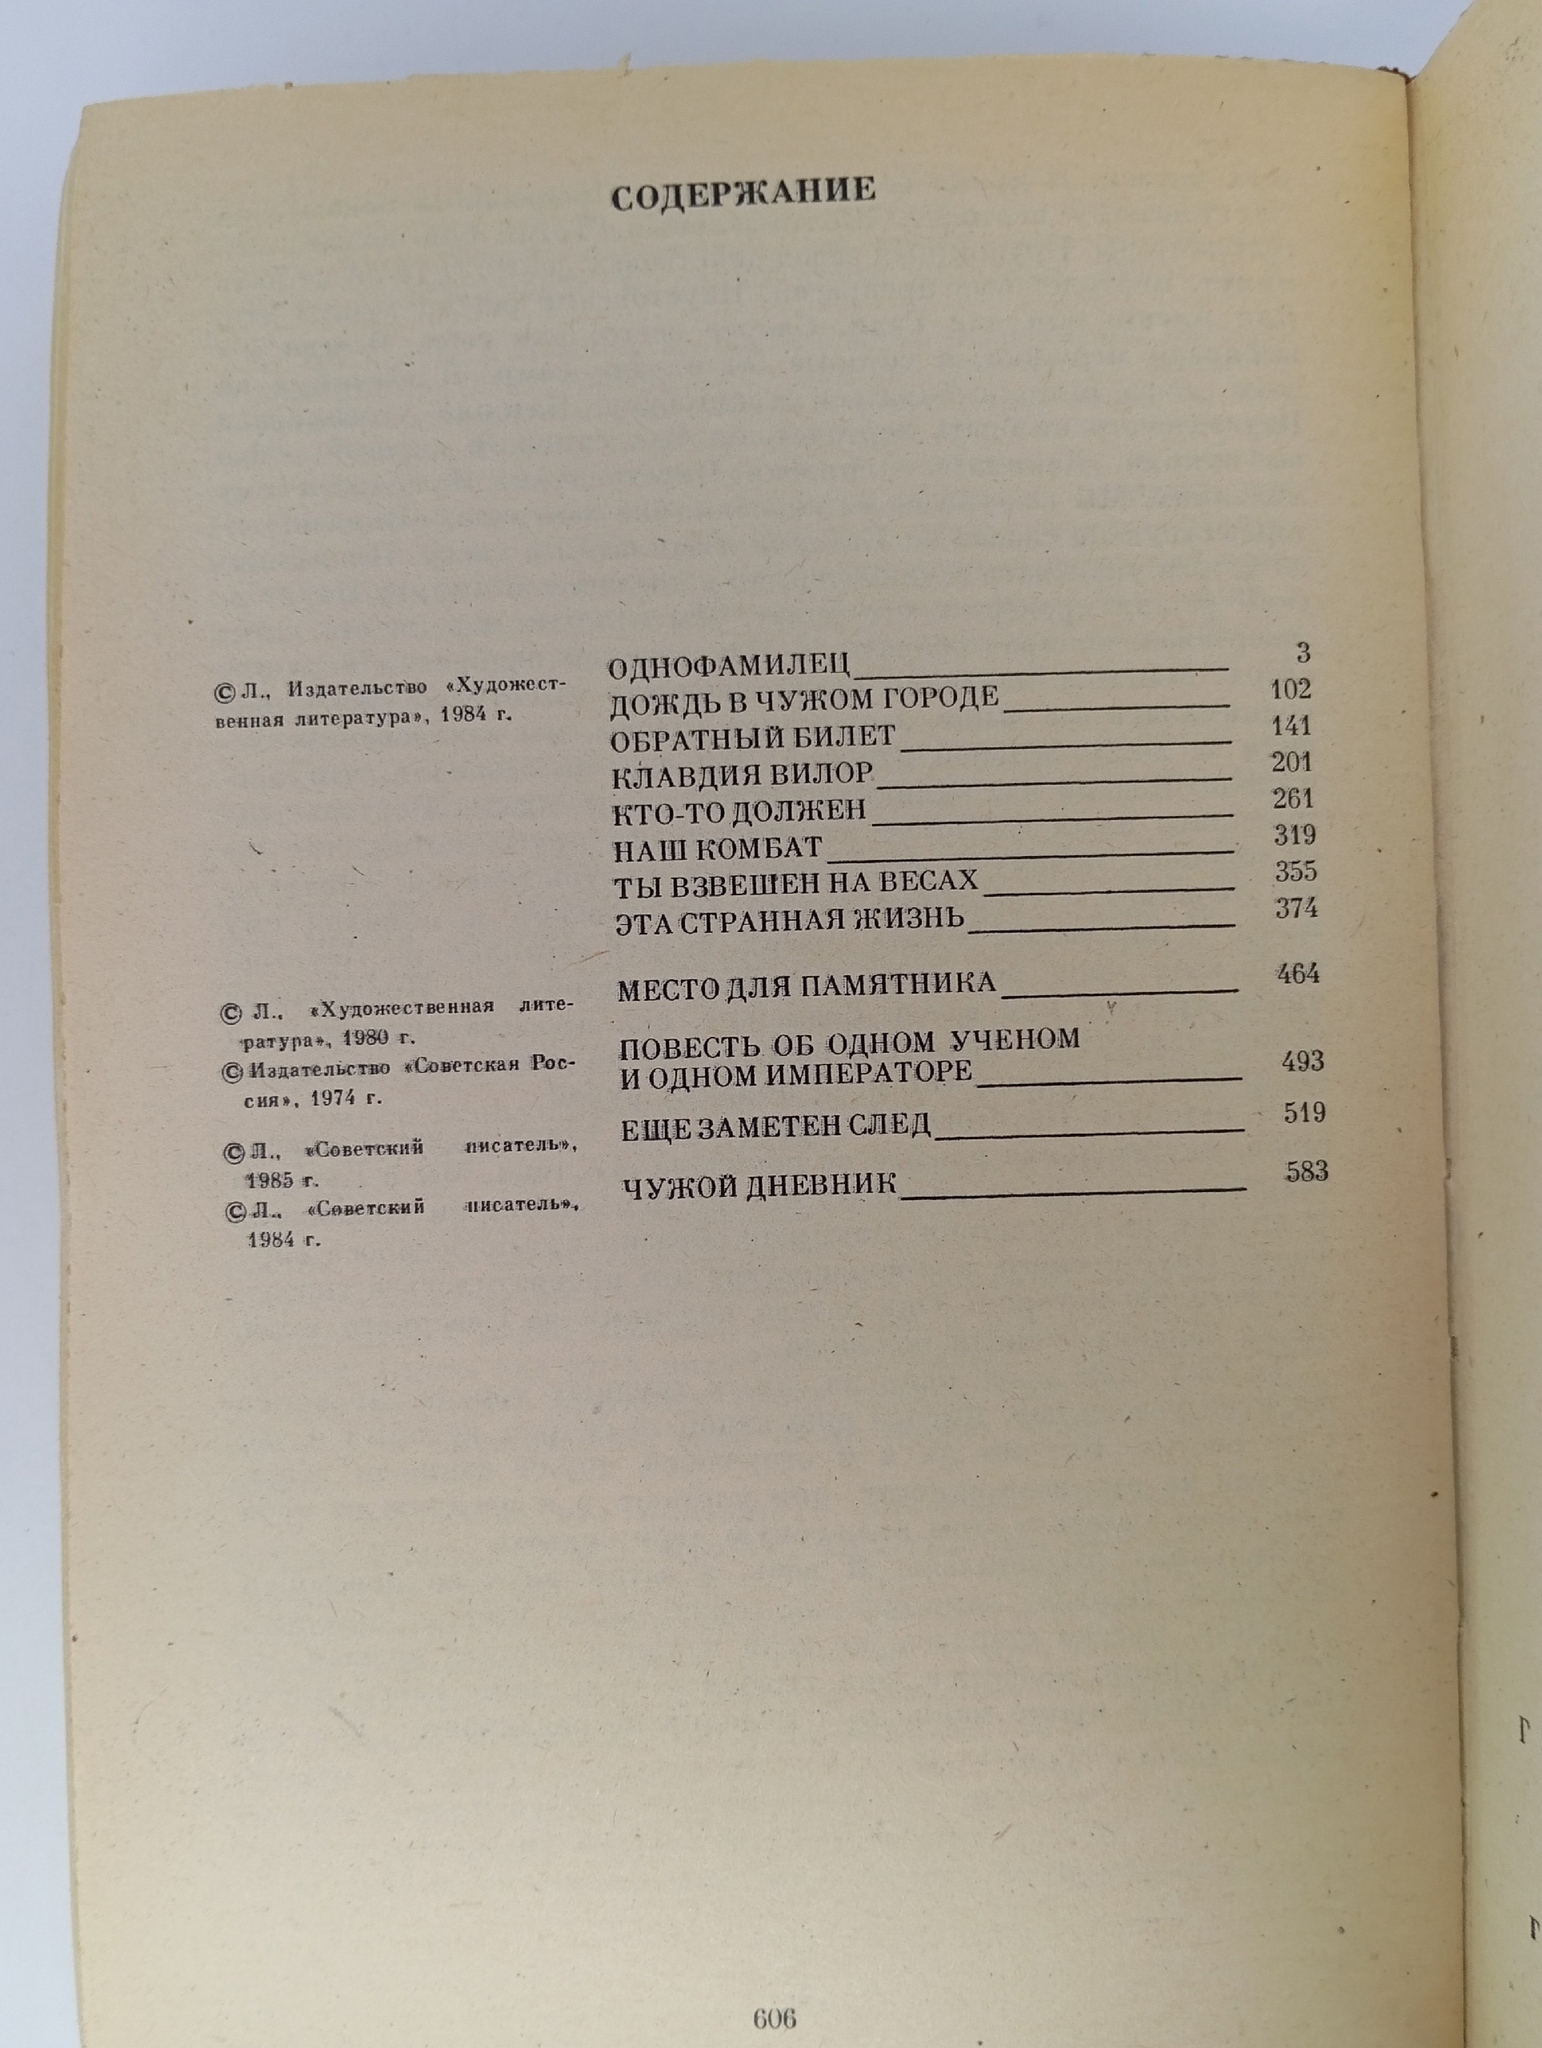 СОДЕРЖАНИЕ
© Л., Издательство «Художест-
венная литература», 1984 г.
ОДНОФАМИЛЕЦ 3
ДОЖДЬ В ЧУЖОМ ГОРОДЕ 102
ОБРАТНЫЙ БИЛЕТ 141
КЛАВДИЯ ВИЛОР 201
КТО-ТО ДОЛЖЕН 261
НАШ КОМБАТ 319
ТЫ ВЗВЕШЕН НА ВЕСАХ 355
ЭТА СТРАННАЯ ЖИЗНЬ 374
© Л., «Художественная лите-
ратура», 1980 г.
МЕСТО ДЛЯ ПАМЯТНИКА 464
© Издательство «Советская Рос-
сия», 1974 г.
ПОВЕСТЬ ОБ ОДНОМ УЧЕНОМ
И ОДНОМ ИМПЕРАТОРЕ 493
© Л., «Советский писатель»,
1985 г.
ЕЩЕ ЗАМЕТЕН СЛЕД 519
© Л., «Советский писатель»,
1984 г.
ЧУЖОЙ ДНЕВНИК 583
606